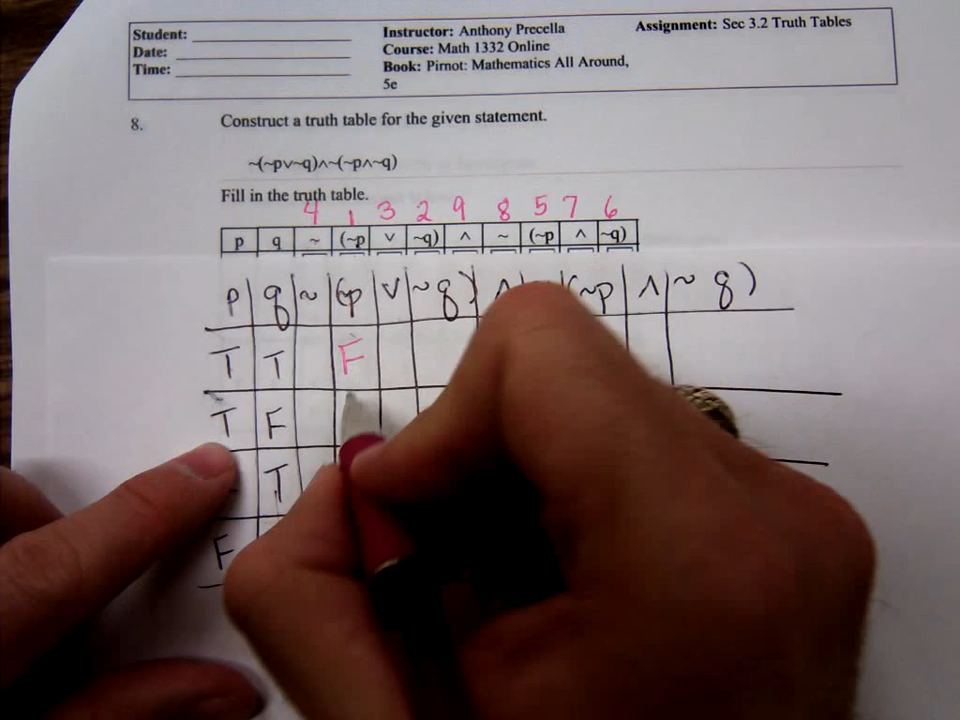 Student: Instructor: Anthony Precella Assignment: Sec 3.2 Truth Tables
Date: Course: Math 1332 Online
Time: Book: Pirnot: Mathematics All Around,
5e
8. Construct a truth table for the given statement.
~(~p∨~q)∧~(~p∧~q)
Fill in the truth table.
4 1 3 2 9 8 5 7 6
p q ~ (~p ∨ ~q) ∧ ~ (~p ∧ ~q)
p q ~ (~p ∨ ~q) ∧ (~p ∧ ~q)
T T F
T F
T
F